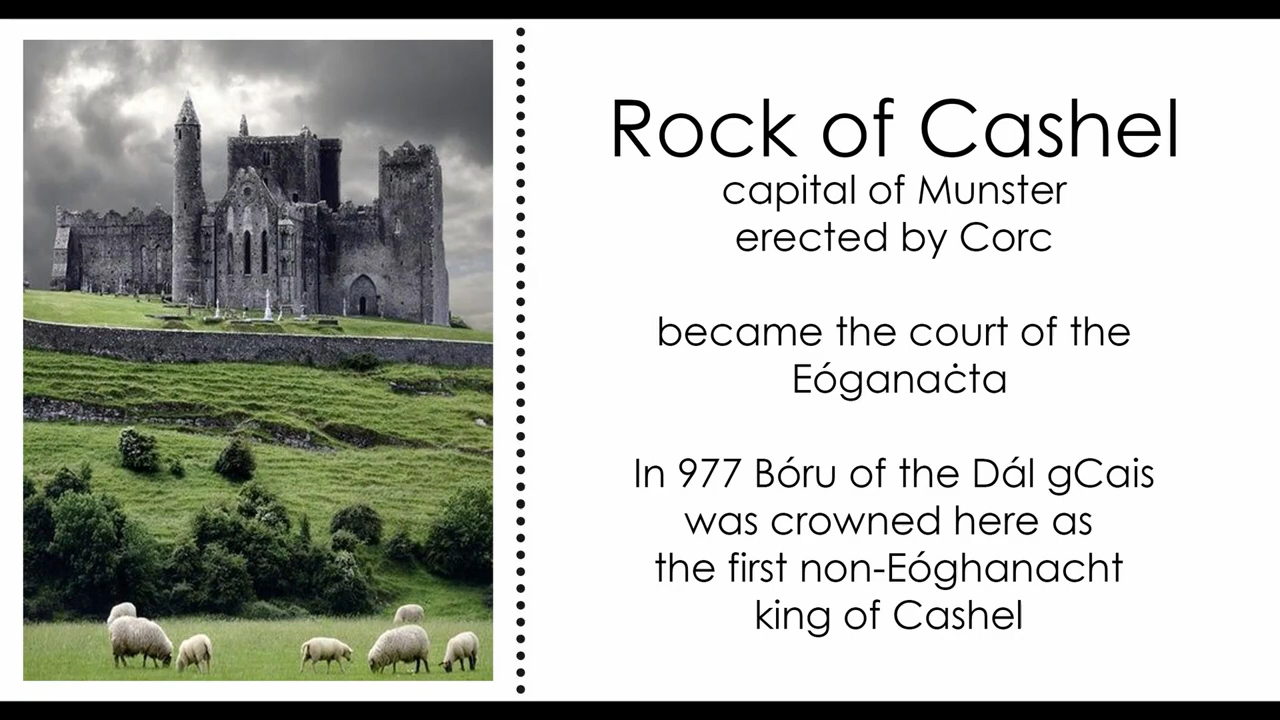 Rock of Cashel
capital of Munster
erected by Corc
became the court of the
Eóganaċta
In 977 Bóru of the Dál gCais
was crowned here as
the first non-Eóghanacht
king of Cashel